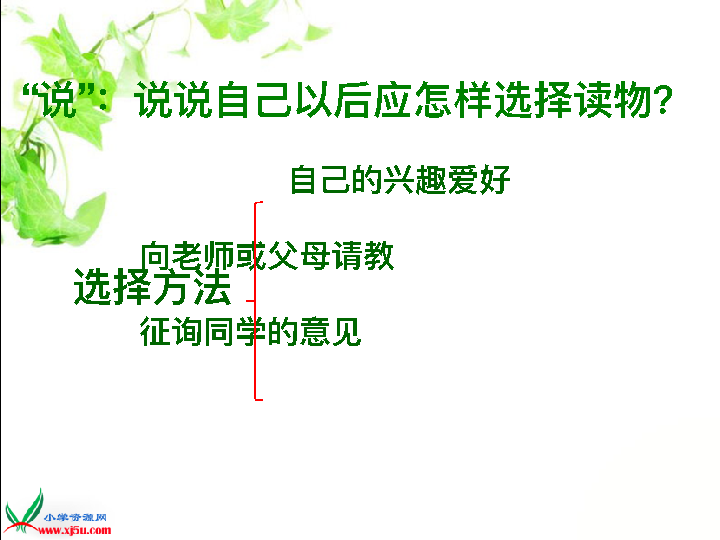 “说”：说说自己以后应怎样选择读物？
自己的兴趣爱好
向老师或父母请教
选择方法
征询同学的意见
小学资源网
www.xj5u.com